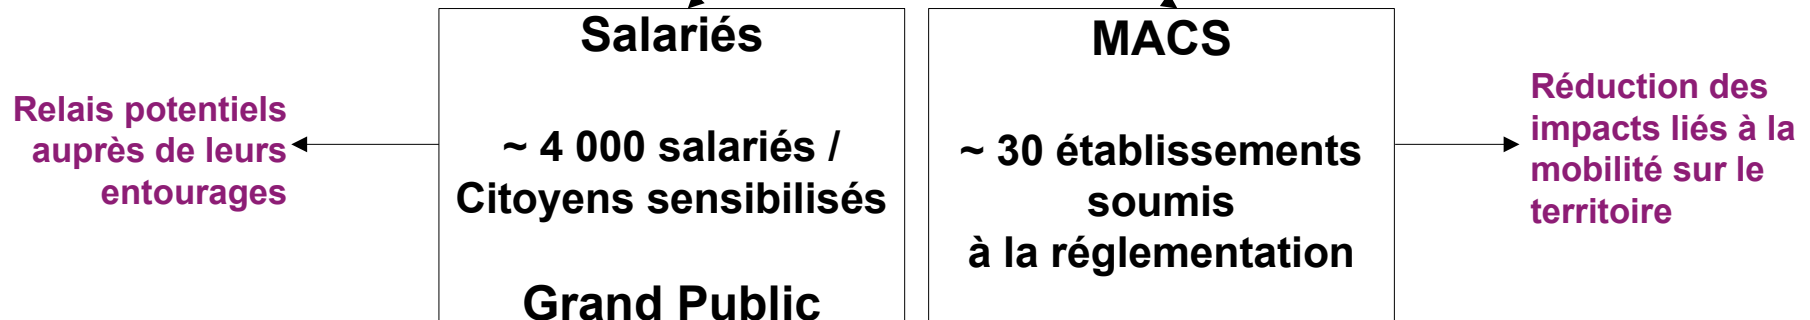 Relais potentiels
auprès de leurs
entourages
Salariés
~ 4 000 salariés /
Citoyens sensibilisés
Grand Public
MACS
~ 30 établissements
soumis
à la réglementation
Réduction des
impacts liés à la
mobilité sur le
territoire